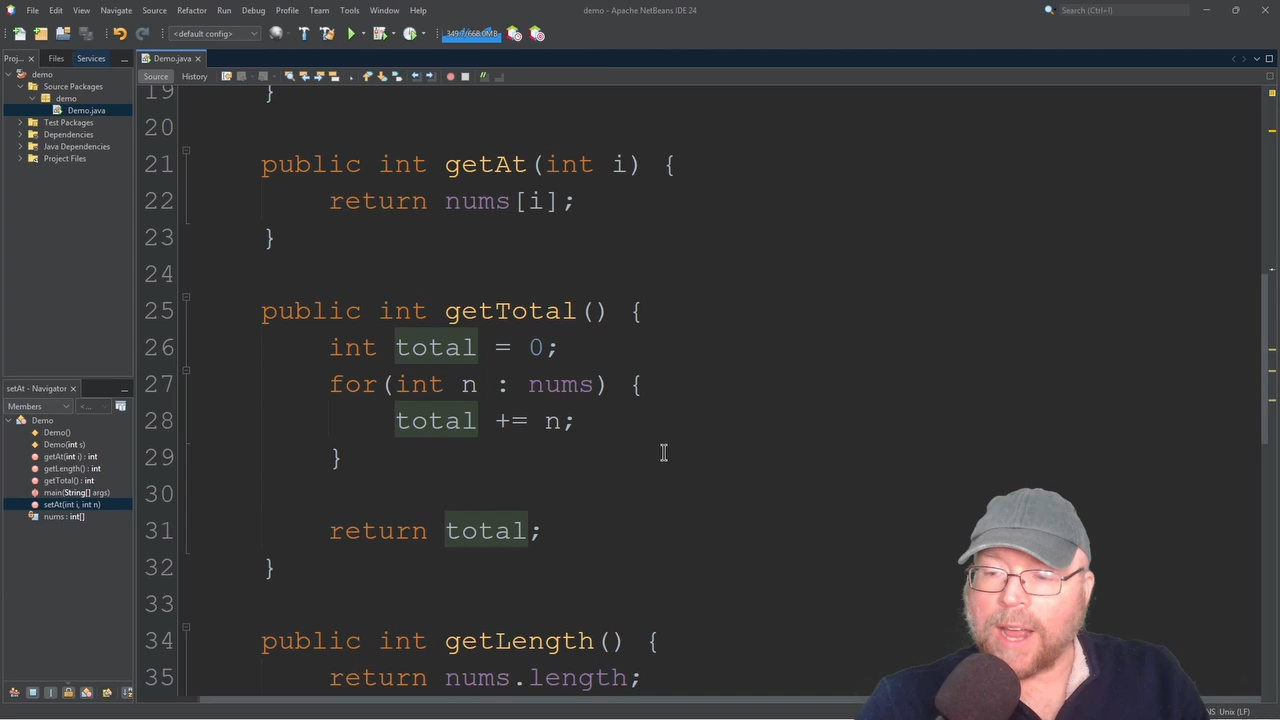 File Edit View Navigate Source Refactor Run Debug Profile Team Tools Window Help
demo - Apache NetBeans IDE 24
Search (Ctrl+I)
<default config>
349.7/668.0MB
Proj... Files Services
Demo.java
Source History
demo
Source Packages
demo
Demo.java
Test Packages
Dependencies
Java Dependencies
Project Files
setAt - Navigator
Members
<...
Demo
Demo()
Demo(int s)
getAt(int i) : int
getLength() : int
getTotal() : int
main(String[] args)
setAt(int i, int n)
nums : int[]
19 }
20
21 public int getAt(int i) {
22 return nums[i];
23 }
24
25 public int getTotal() {
26 int total = 0;
27 for(int n : nums) {
28 total += n;
29 }
30
31 return total;
32 }
33
34 public int getLength() {
35 return nums.length;
Unix (LF)